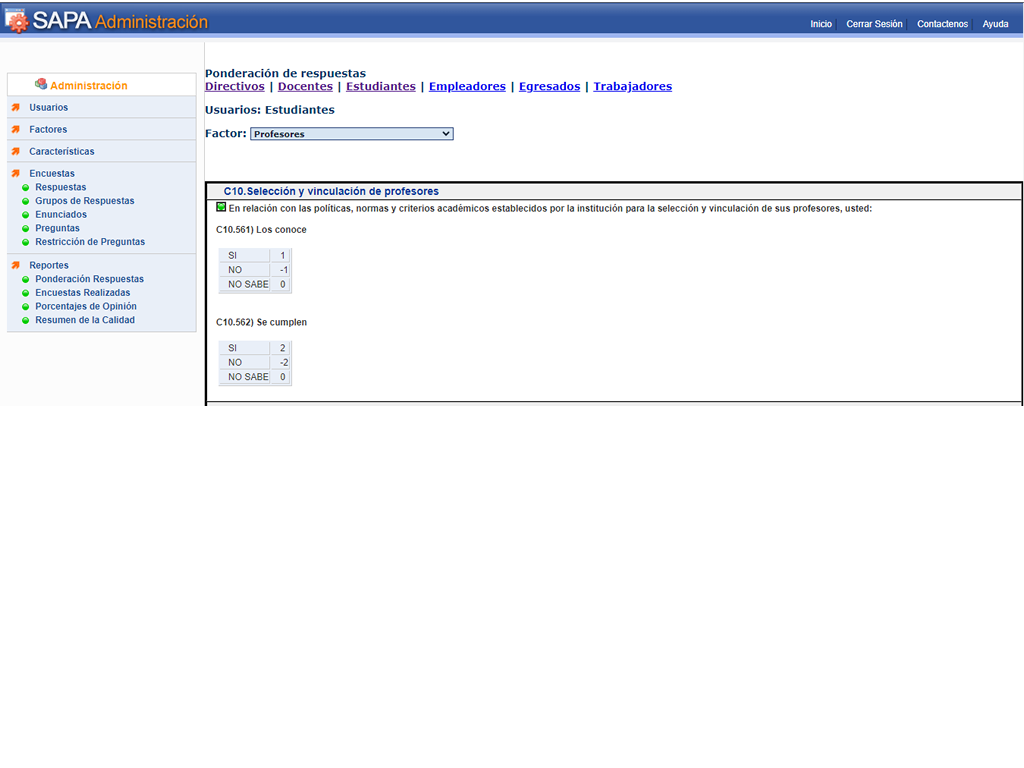 SAPA Administración
Inicio Cerrar Sesión Contactenos Ayuda
Administración
Usuarios
Factores
Características
Encuestas
Respuestas
Grupos de Respuestas
Enunciados
Preguntas
Restricción de Preguntas
Reportes
Ponderación Respuestas
Encuestas Realizadas
Porcentajes de Opinión
Resumen de la Calidad
Ponderación de respuestas
Directivos | Docentes | Estudiantes | Empleadores | Egresados | Trabajadores
Usuarios: Estudiantes
Factor: Profesores
C10.Selección y vinculación de profesores
En relación con las políticas, normas y criterios académicos establecidos por la institución para la selección y vinculación de sus profesores, usted:
C10.561) Los conoce
SI 1
NO -1
NO SABE 0
C10.562) Se cumplen
SI 2
NO -2
NO SABE 0